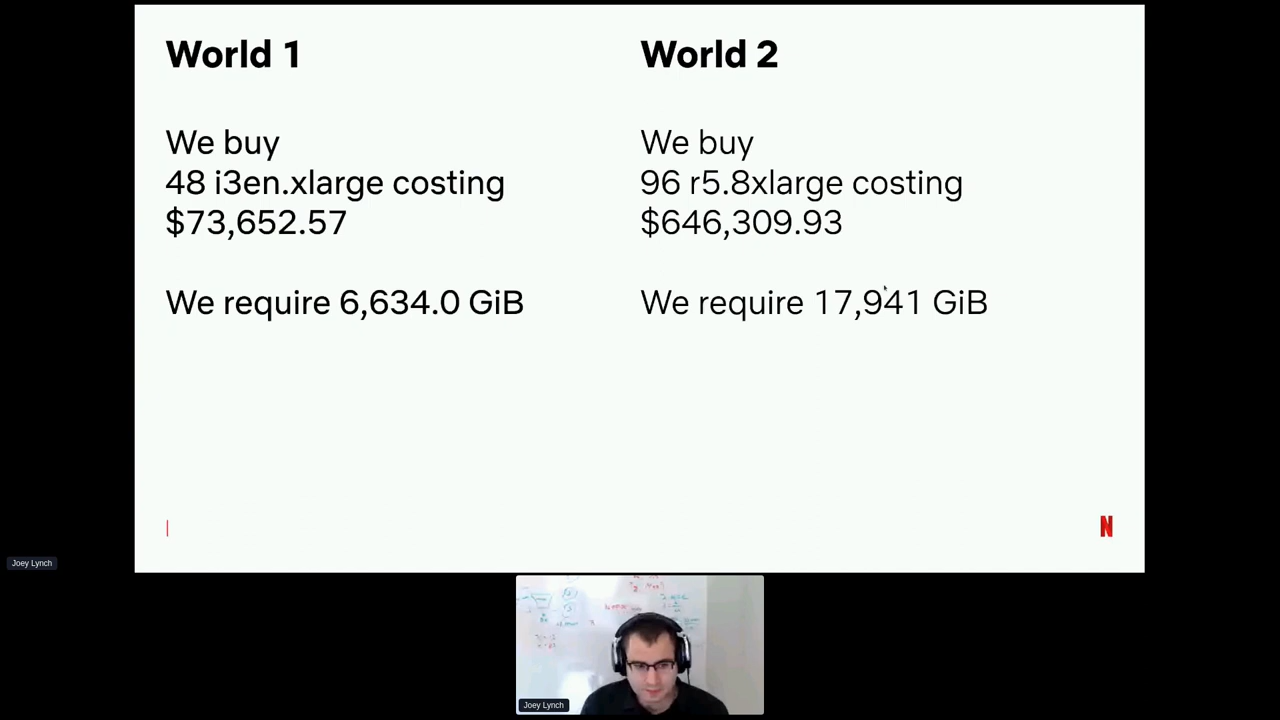 World 1
We buy
48 i3en.xlarge costing
$73,652.57
We require 6,634.0 GiB
World 2
We buy
96 r5.8xlarge costing
$646,309.93
We require 17,941 GiB
N
Joey Lynch
Joey Lynch